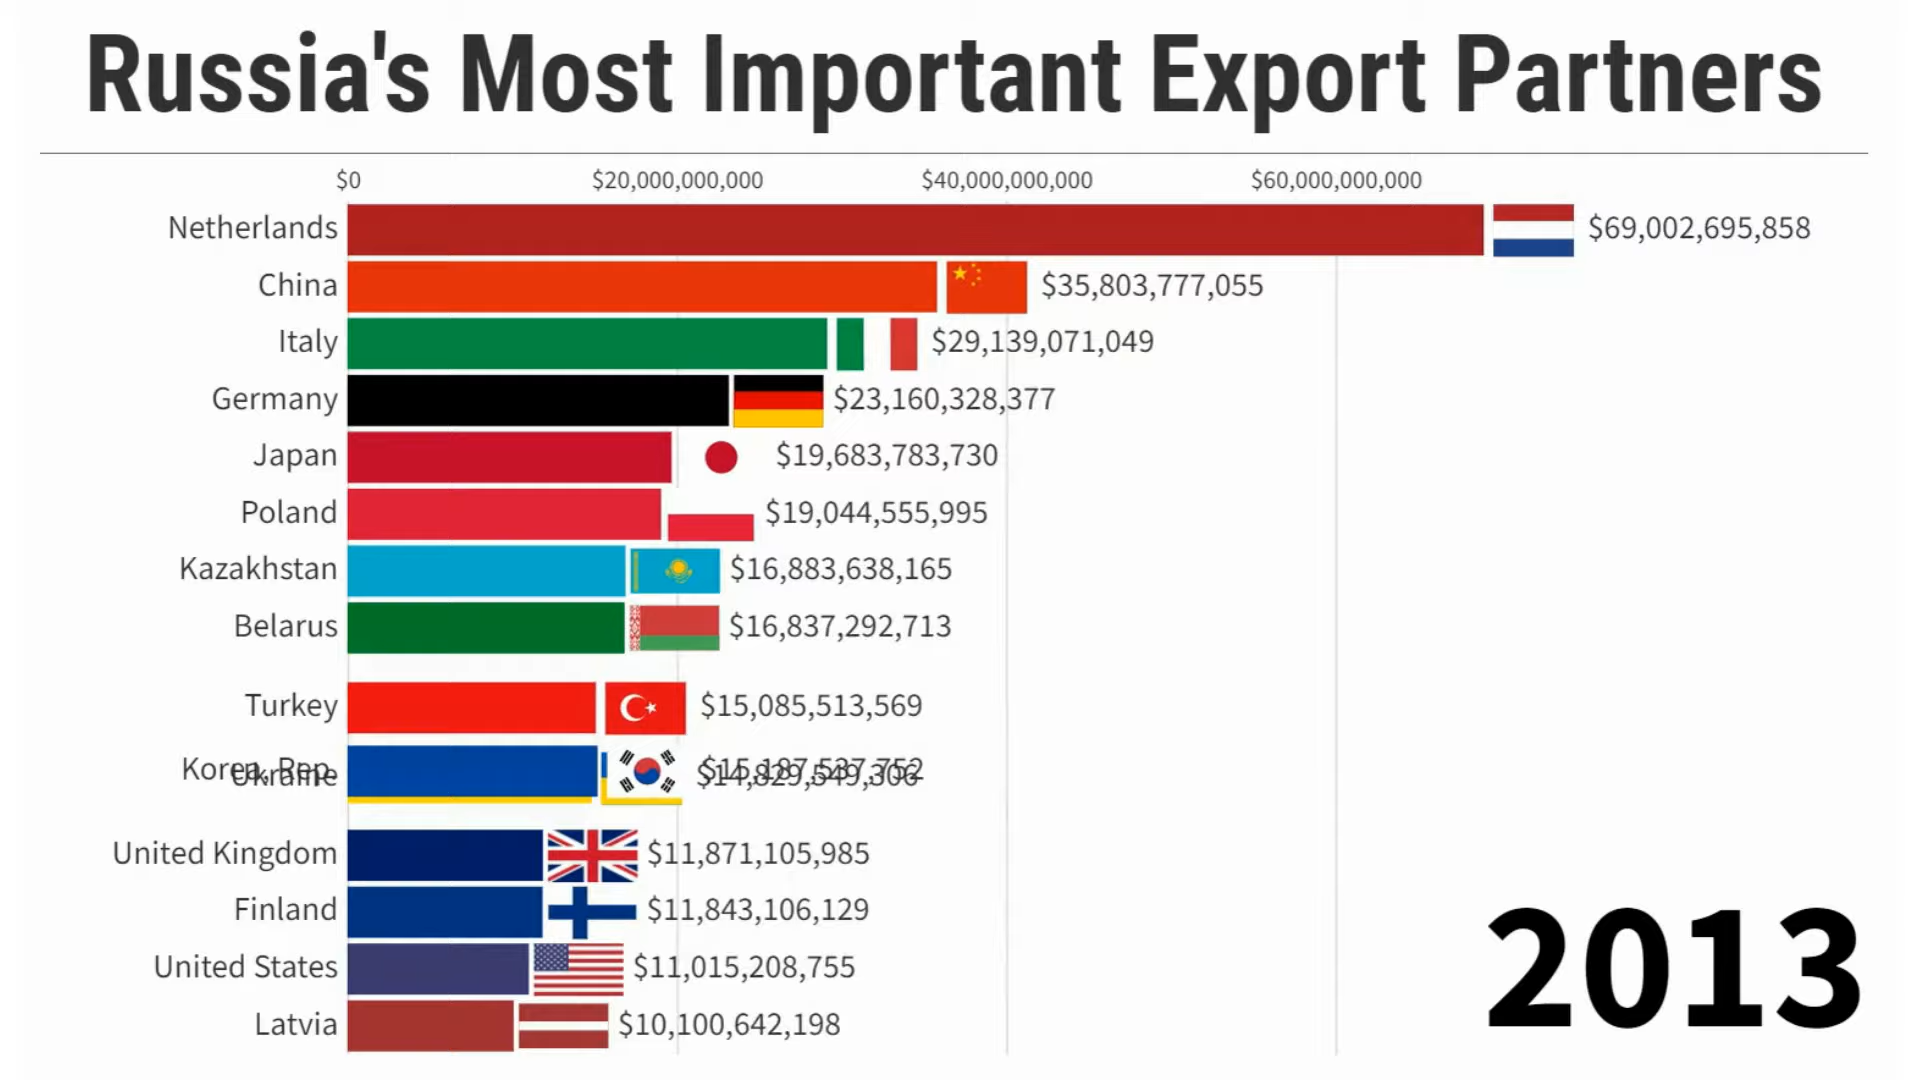 Russia's Most Important Export Partners
$0 $20,000,000,000 $40,000,000,000 $60,000,000,000
Netherlands $69,002,695,858
China $35,803,777,055
Italy $29,139,071,049
Germany $23,160,328,377
Japan $19,683,783,730
Poland $19,044,555,995
Kazakhstan $16,883,638,165
Belarus $16,837,292,713
Turkey $15,085,513,569
Korea, Rep.
Ukraine
United Kingdom $11,871,105,985
Finland $11,843,106,129
United States $11,015,208,755
Latvia $10,100,642,198
2013